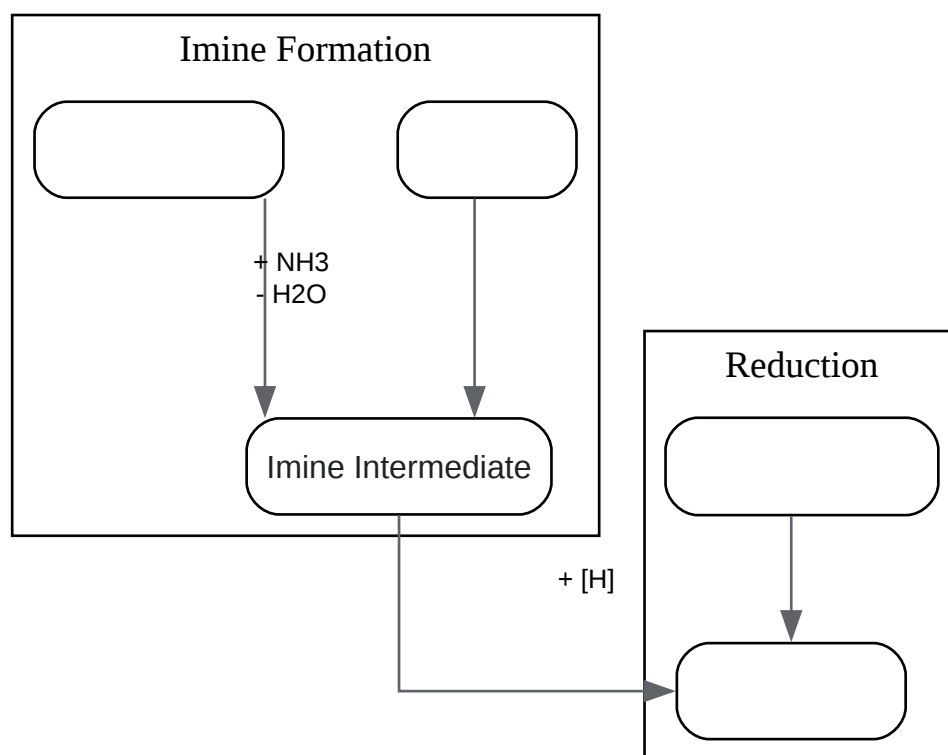 Imine Formation
+ NH3
- H2O
Reduction
Imine Intermediate
+ [H]